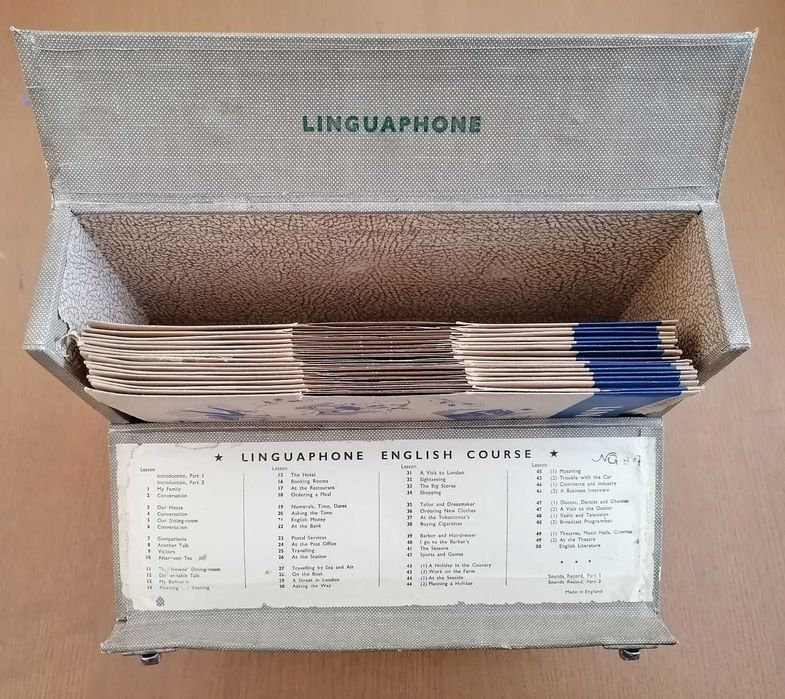 LINGUAPHONE
★ LINGUAPHONE ENGLISH COURSE ★
Lesson
Introduction, Part 1
Introduction, Part 2
1 My Family
2 Conversation
3 Our House
4 Conversation
5 Our Sitting-room
6 Conversation
7 Comparisons
8 Another Talk
9 Visitors
10 Afternoon Tea
11 The Browns' Dining-room
12 Dinner-table Talk
13 My Bedroom
14 Morning and Evening
Lesson
15 The Hotel
16 Booking Rooms
17 At the Restaurant
18 Ordering a Meal
19 Numerals, Time, Dates
20 Asking the Time
21 English Money
22 At the Bank
23 Postal Services
24 At the Post Office
25 Travelling
26 At the Station
27 Travelling by Sea and Air
28 On the Boat
29 A Street in London
30 Asking the Way
Lesson
31 A Visit to London
32 Sightseeing
33 The Big Stores
34 Shopping
35 Tailor and Dressmaker
36 Ordering New Clothes
37 At the Tobacconist's
38 Buying Cigarettes
39 Barber and Hairdresser
40 I go to the Barber's
41 The Seasons
42 Sports and Games
43 (1) A Holiday in the Country
43 (2) Work on the Farm
44 (1) At the Seaside
44 (2) Planning a Holiday
Lesson
45 (1) Motoring
45 (2) Trouble with the Car
46 (1) Commerce and Industry
46 (2) A Business Interview
47 (1) Doctor, Dentist and Chemist
47 (2) A Visit to the Doctor
48 (1) Radio and Television
48 (2) Broadcast Programmes
49 (1) Theatres, Music Halls, Cinemas
49 (2) At the Theatre
50 English Literature
* * *
Sounds Record, Part 1
Sounds Record, Part 2
Made in England